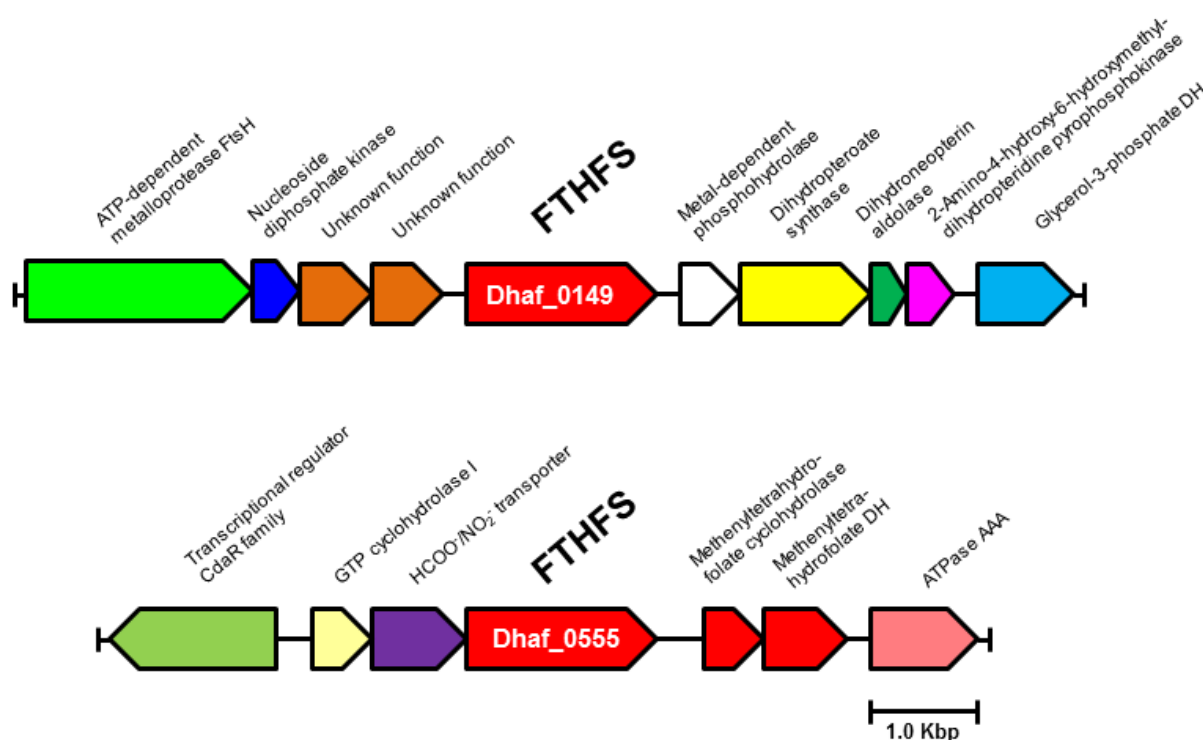 ATP-dependent
metalloprotease FtsH
Nucleoside
diphosphate kinase
Unknown function
Unknown function
FTHFS
Metal-dependent
phosphohydrolase
Dihydropteroate
synthase
Dihydroneopterin
aldolase
2-Amino-4-hydroxy-6-hydroxymethyl-
dihydropteridine pyrophosphokinase
Glycerol-3-phosphate DH
Dhaf_0149
Transcriptional regulator
CdaR family
GTP cyclohydrolase I
HCOO⁻/NO₂⁻ transporter
FTHFS
Methenyltetrahydro-
folate cyclohydrolase
Methenyltetra-
hydrofolate DH
ATPase AAA
Dhaf_0555
1.0 Kbp